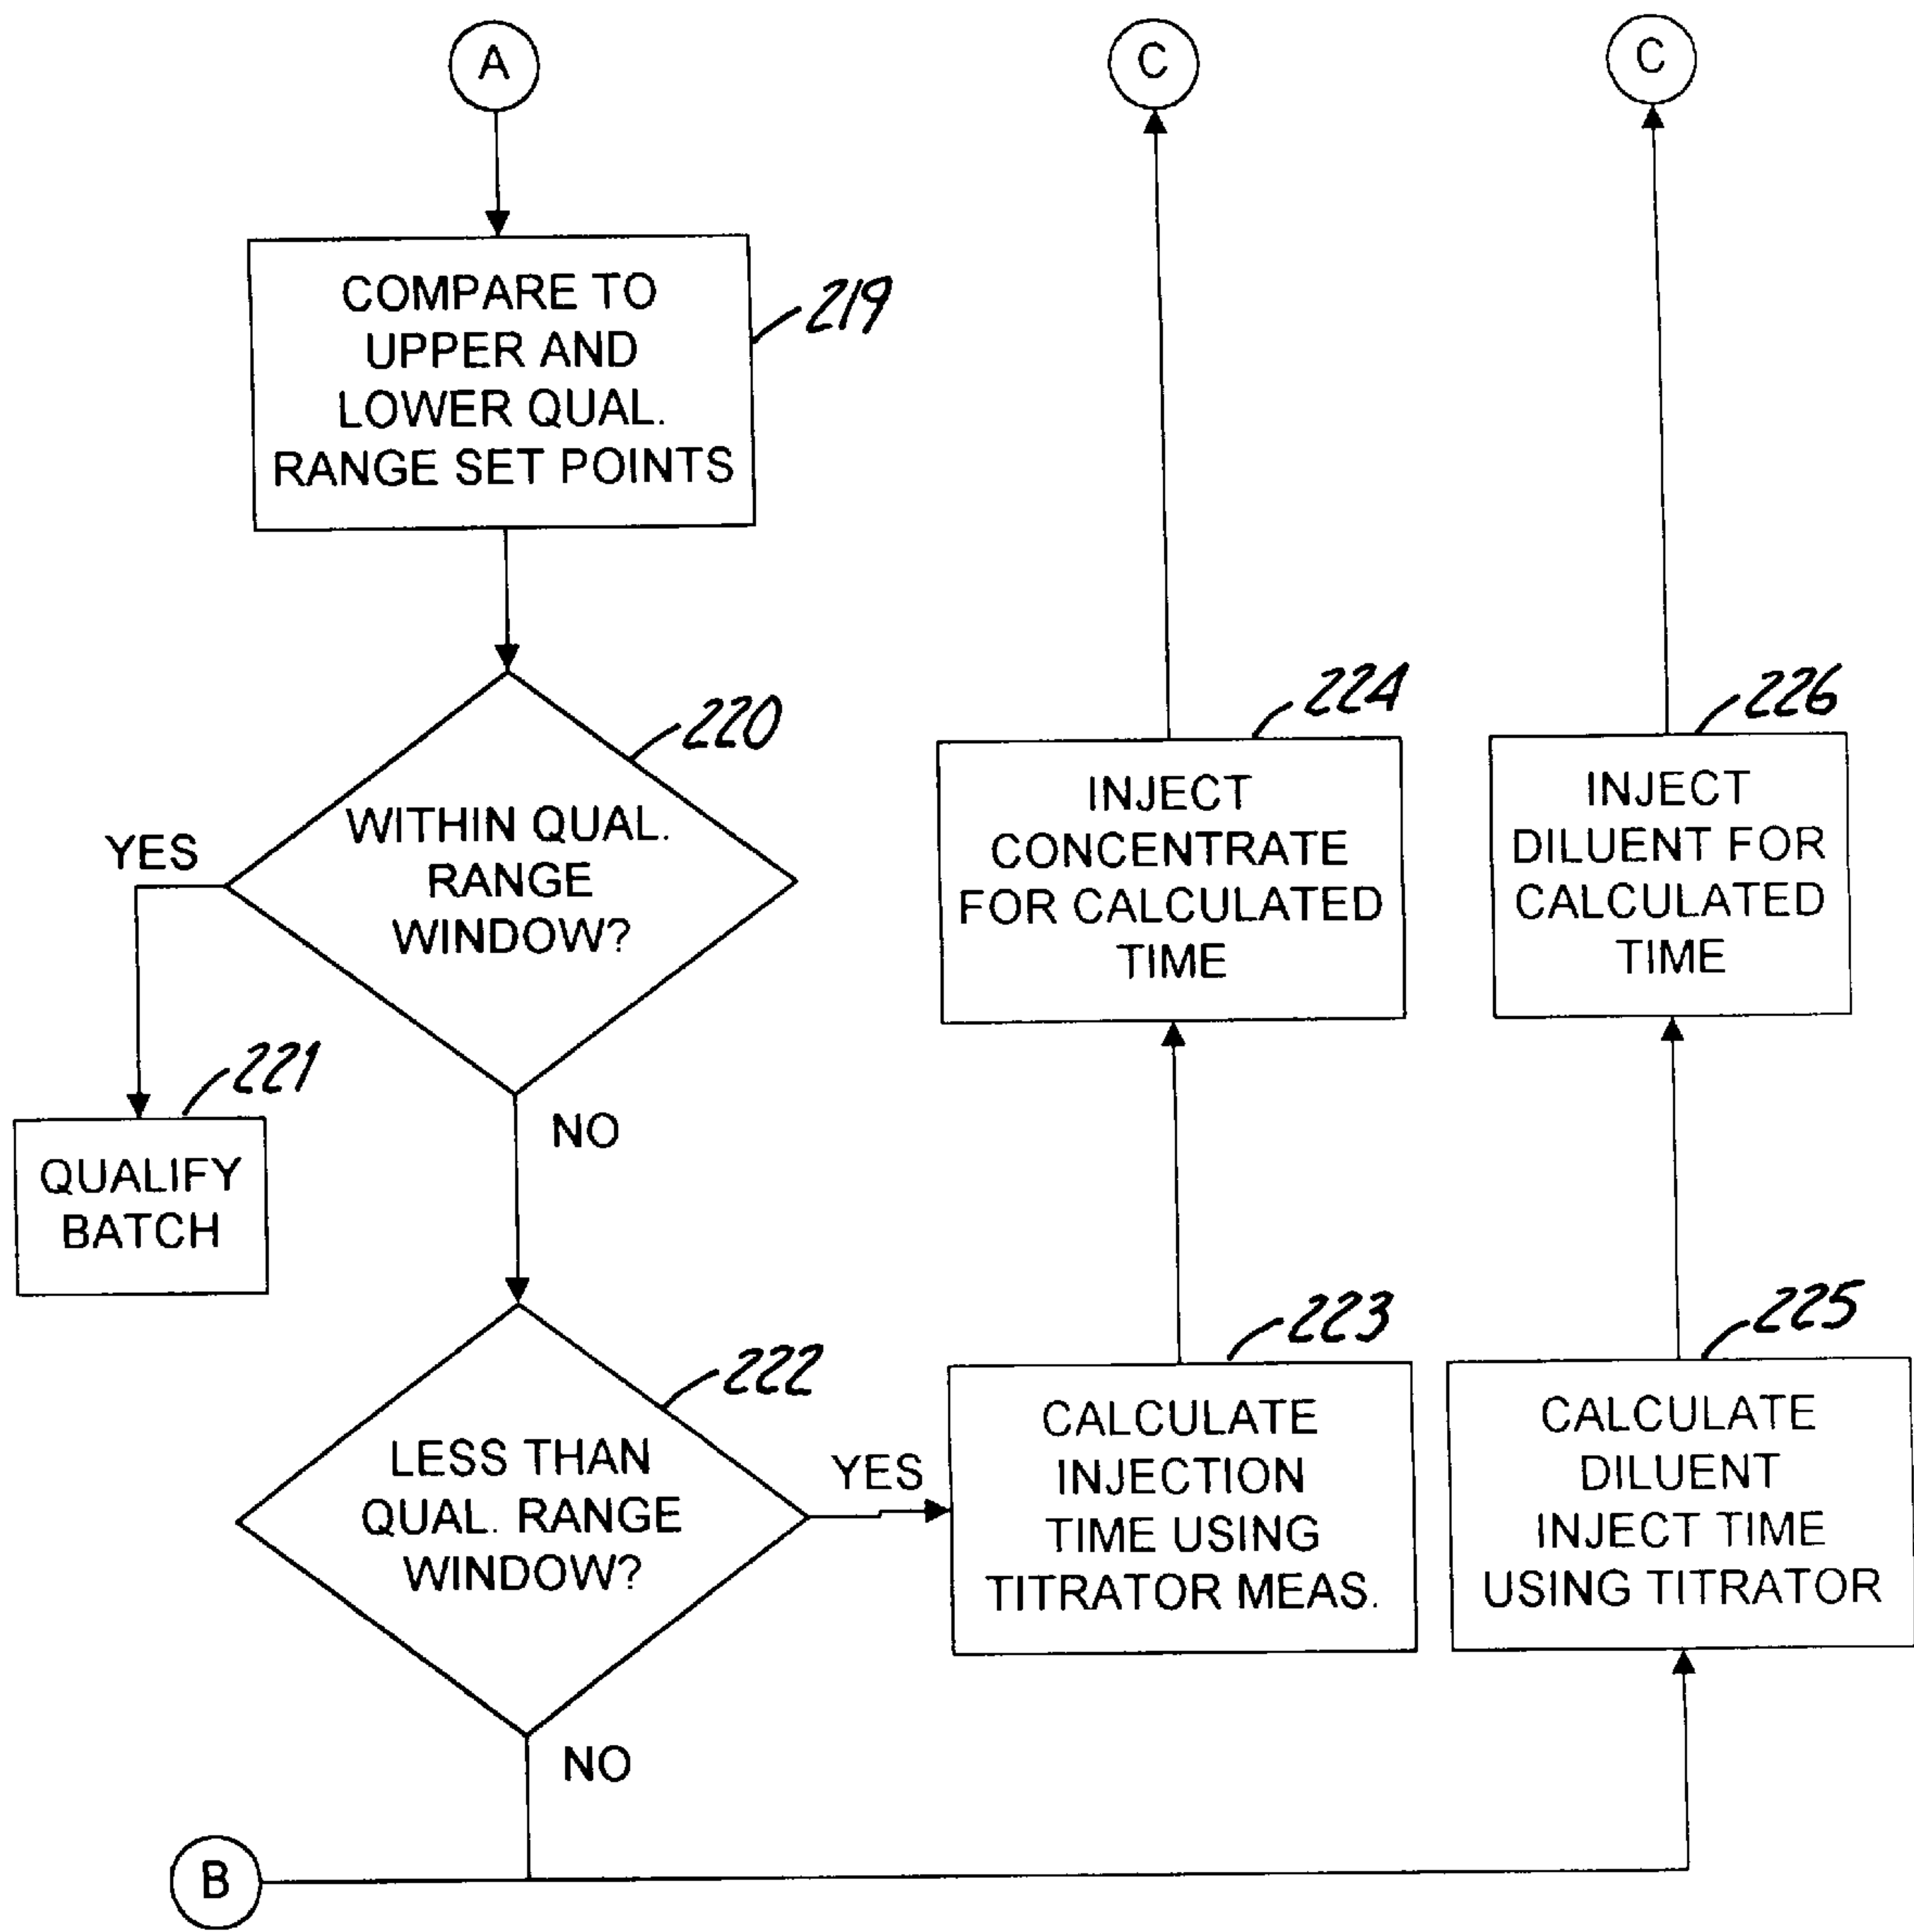 A
C
C
COMPARE TO
UPPER AND
LOWER QUAL.
RANGE SET POINTS
219
220
WITHIN QUAL.
RANGE
WINDOW?
YES
NO
221
QUALIFY
BATCH
222
LESS THAN
QUAL. RANGE
WINDOW?
YES
NO
B
224
INJECT
CONCENTRATE
FOR CALCULATED
TIME
223
CALCULATE
INJECTION
TIME USING
TITRATOR MEAS.
226
INJECT
DILUENT FOR
CALCULATED
TIME
225
CALCULATE
DILUENT
INJECT TIME
USING TITRATOR